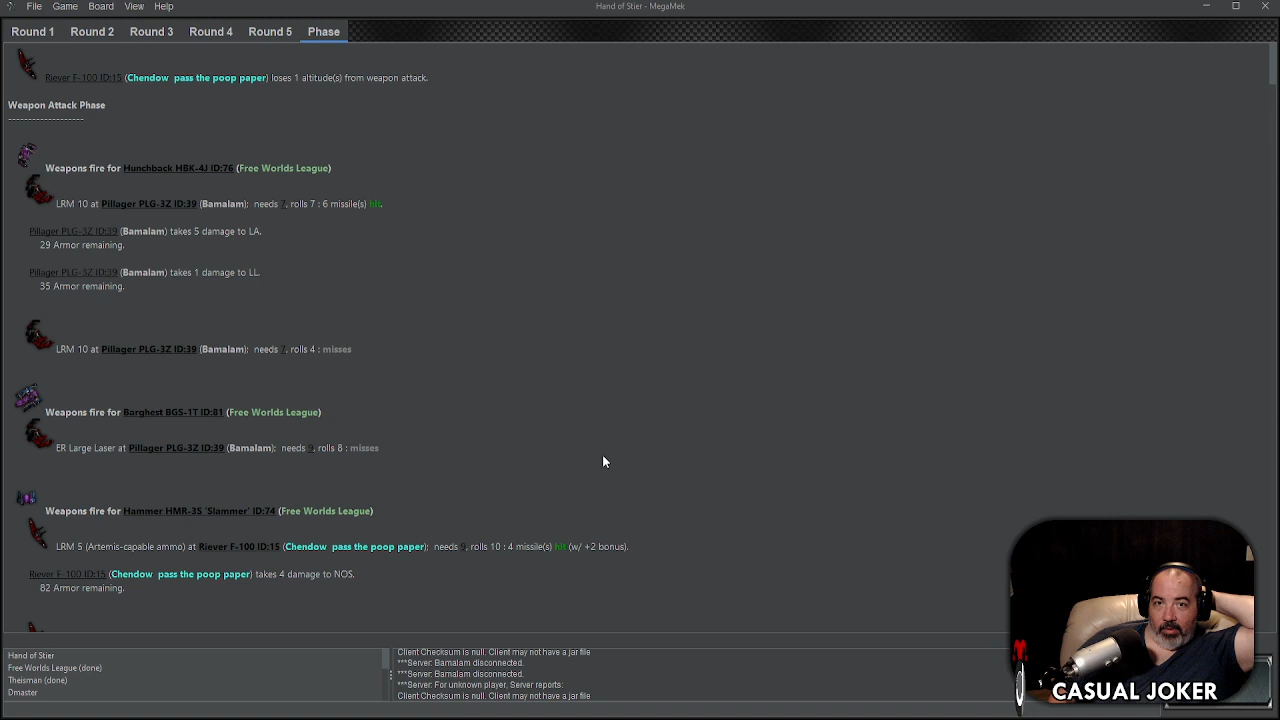 Hand of Stier - MegaMek
File Game Board View Help
Round 1 Round 2 Round 3 Round 4 Round 5 Phase
Riever F-100 ID:15 (Chendow pass the poop paper) loses 1 altitude(s) from weapon attack.
Weapon Attack Phase
-------------------
Weapons fire for Hunchback HBK-4J ID:76 (Free Worlds League)
LRM 10 at Pillager PLG-3Z ID:39 (Bamalam): needs 7, rolls 7 : 6 missile(s) hit.
Pillager PLG-3Z ID:39 (Bamalam) takes 5 damage to LA.
29 Armor remaining.
Pillager PLG-3Z ID:39 (Bamalam) takes 1 damage to LL.
35 Armor remaining.
LRM 10 at Pillager PLG-3Z ID:39 (Bamalam): needs 7, rolls 4 : misses
Weapons fire for Barghest BGS-1T ID:81 (Free Worlds League)
ER Large Laser at Pillager PLG-3Z ID:39 (Bamalam): needs 9, rolls 8 : misses
Weapons fire for Hammer HMR-3S 'Slammer' ID:74 (Free Worlds League)
LRM 5 (Artemis-capable ammo) at Riever F-100 ID:15 (Chendow pass the poop paper): needs 9, rolls 10 : 4 missile(s) hit (w/ +2 bonus).
Riever F-100 ID:15 (Chendow pass the poop paper) takes 4 damage to NOS.
82 Armor remaining.
Hand of Stier
Free Worlds League (done)
Theisman (done)
Dmaster
Client Checksum is null. Client may not have a jar file
***Server: Bamalam disconnected.
***Server: Bamalam disconnected.
***Server: For unknown player, Server reports:
Client Checksum is null. Client may not have a jar file
CASUAL JOKER